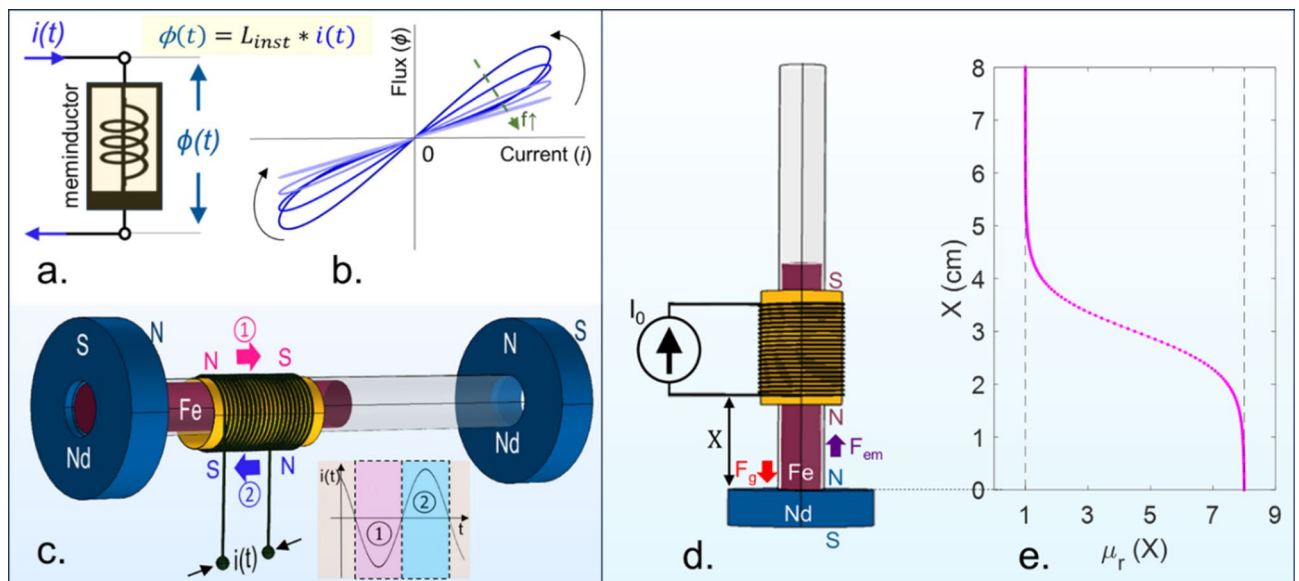 i(t)
ϕ(t) = L_inst * i(t)
meminductor
ϕ(t)
a.
Flux (ϕ)
f↑
0
Current (i)
b.
S
N
①
N
S
N
S
Fe
Nd
Nd
S
N
②
i(t)
i(t)
①
②
t
c.
S
I₀
X
N
F_em
F_g
Fe
N
Nd
S
d.
8
7
6
5
4
3
2
1
0
X (cm)
1
3
5
7
9
μ_r (X)
e.